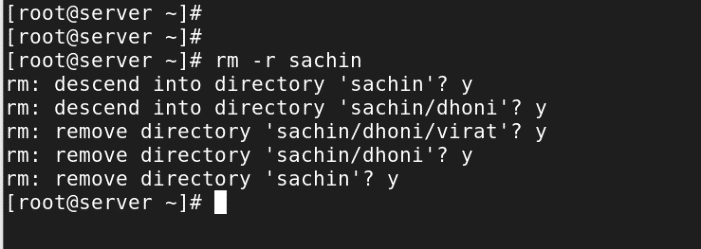 [root@server ~]#
[root@server ~]#
[root@server ~]# rm -r sachin
rm: descend into directory 'sachin'? y
rm: descend into directory 'sachin/dhoni'? y
rm: remove directory 'sachin/dhoni/virat'? y
rm: remove directory 'sachin/dhoni'? y
rm: remove directory 'sachin'? y
[root@server ~]#